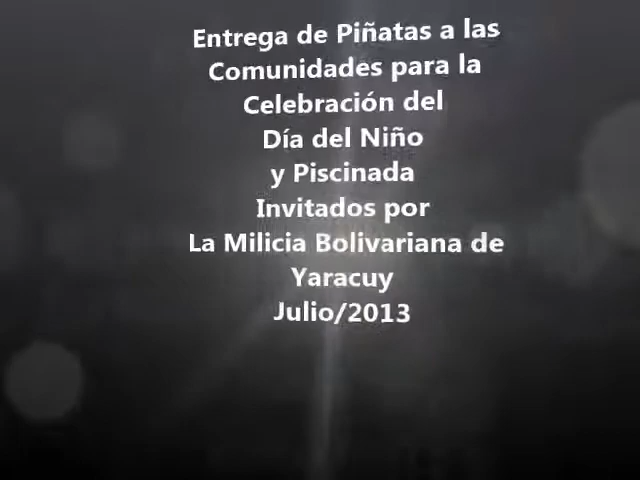 Entrega de Piñatas a las
Comunidades para la
Celebración del
Día del Niño
y Piscinada
Invitados por
La Milicia Bolivariana de
Yaracuy
Julio/2013